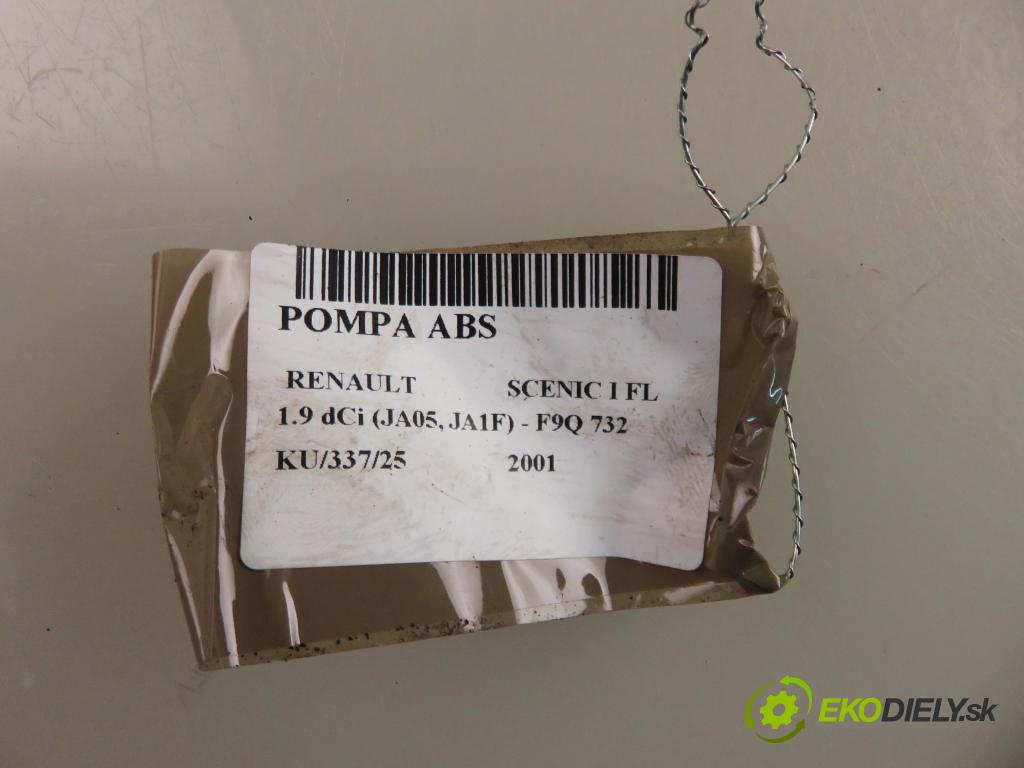 POMPA ABS
RENAULT SCENIC I FL
1.9 dCi (JA05, JA1F) - F9Q 732
KU/337/25 2001
EKODIELY.sk